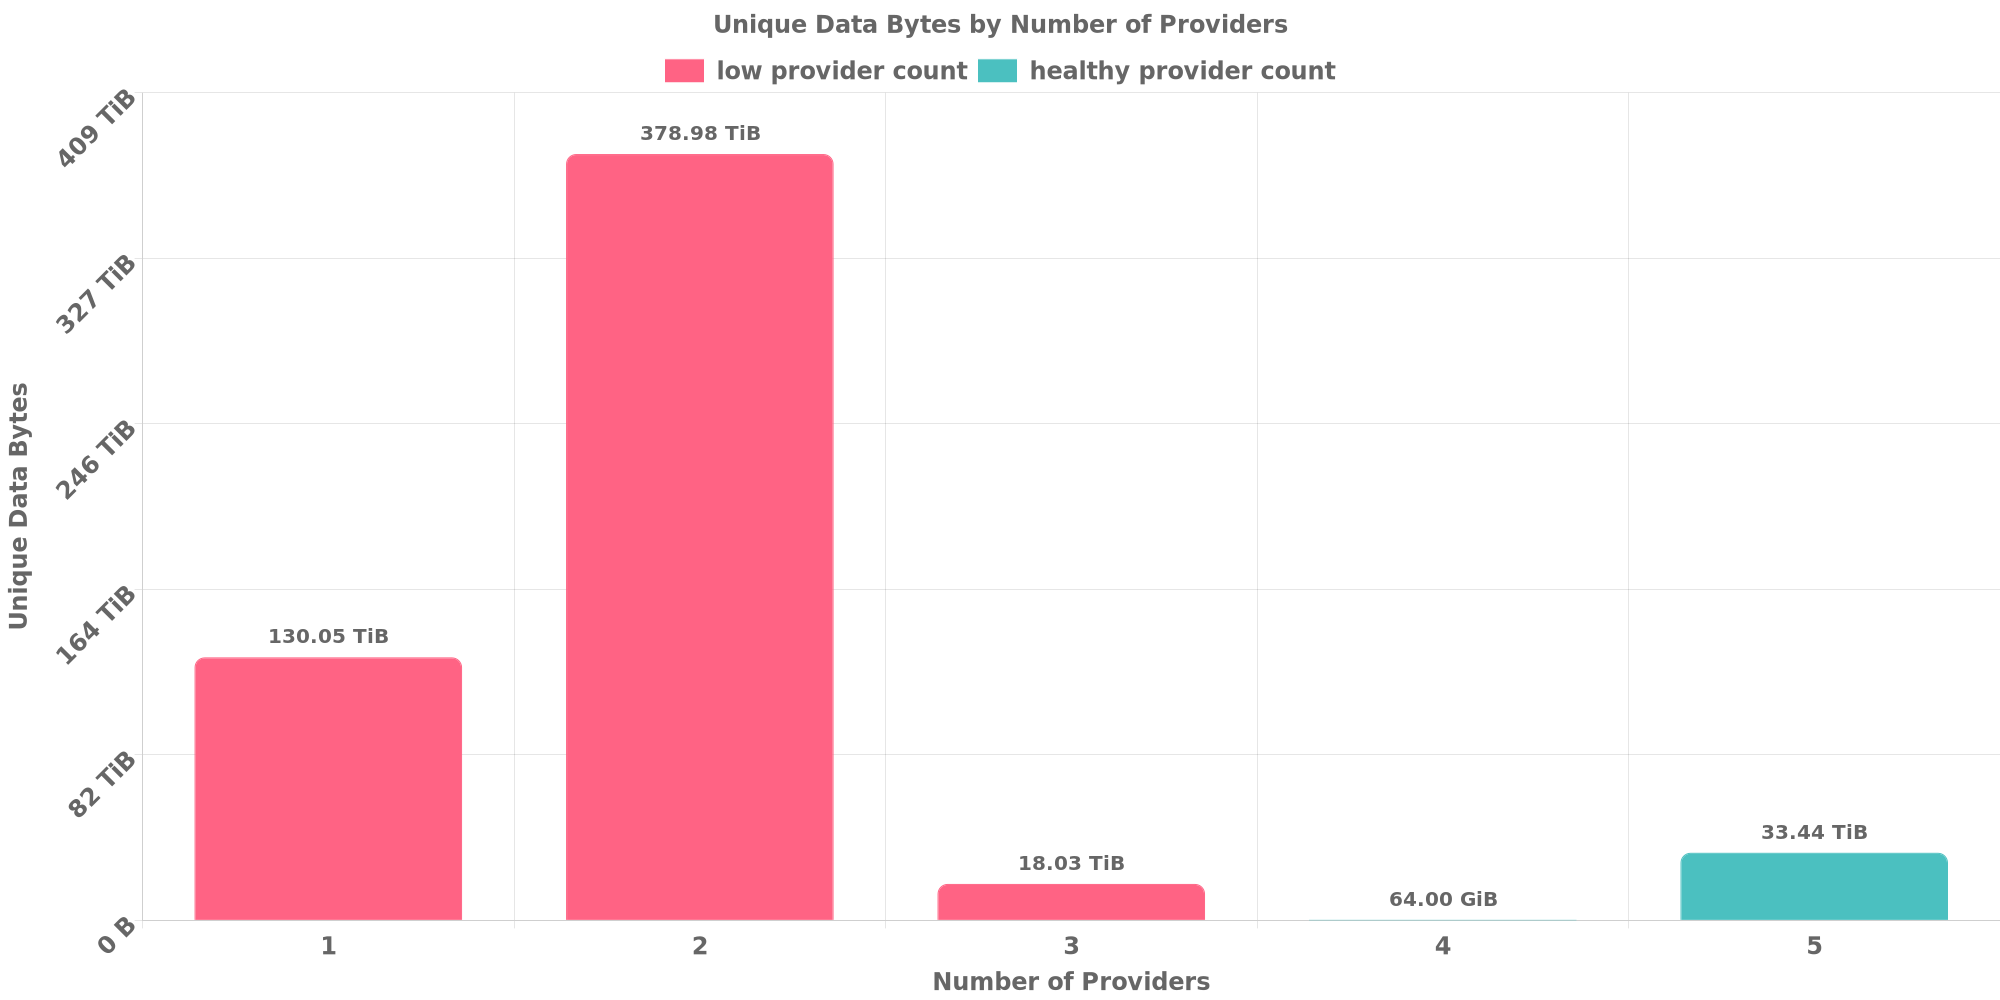 Unique Data Bytes by Number of Providers
low provider count healthy provider count
409 TiB
327 TiB
246 TiB
164 TiB
82 TiB
0 B
Unique Data Bytes
130.05 TiB
378.98 TiB
18.03 TiB
64.00 GiB
33.44 TiB
1 2 3 4 5
Number of Providers